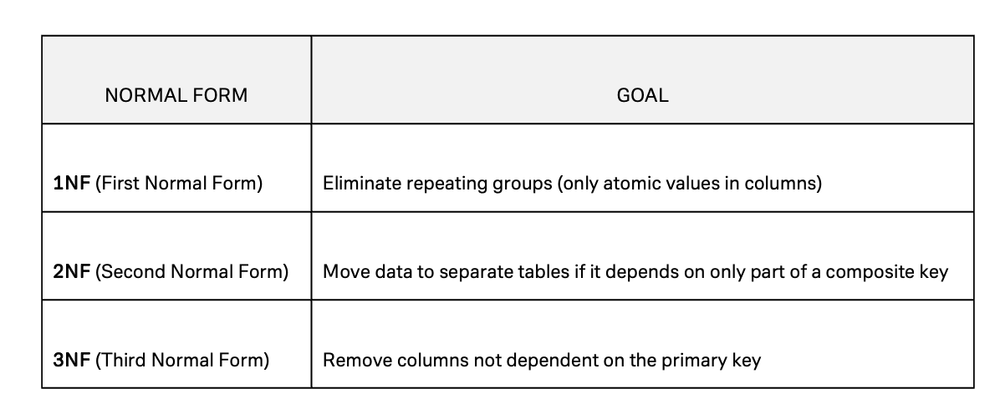 NORMAL FORM GOAL
1NF (First Normal Form) Eliminate repeating groups (only atomic values in columns)
2NF (Second Normal Form) Move data to separate tables if it depends on only part of a composite key
3NF (Third Normal Form) Remove columns not dependent on the primary key